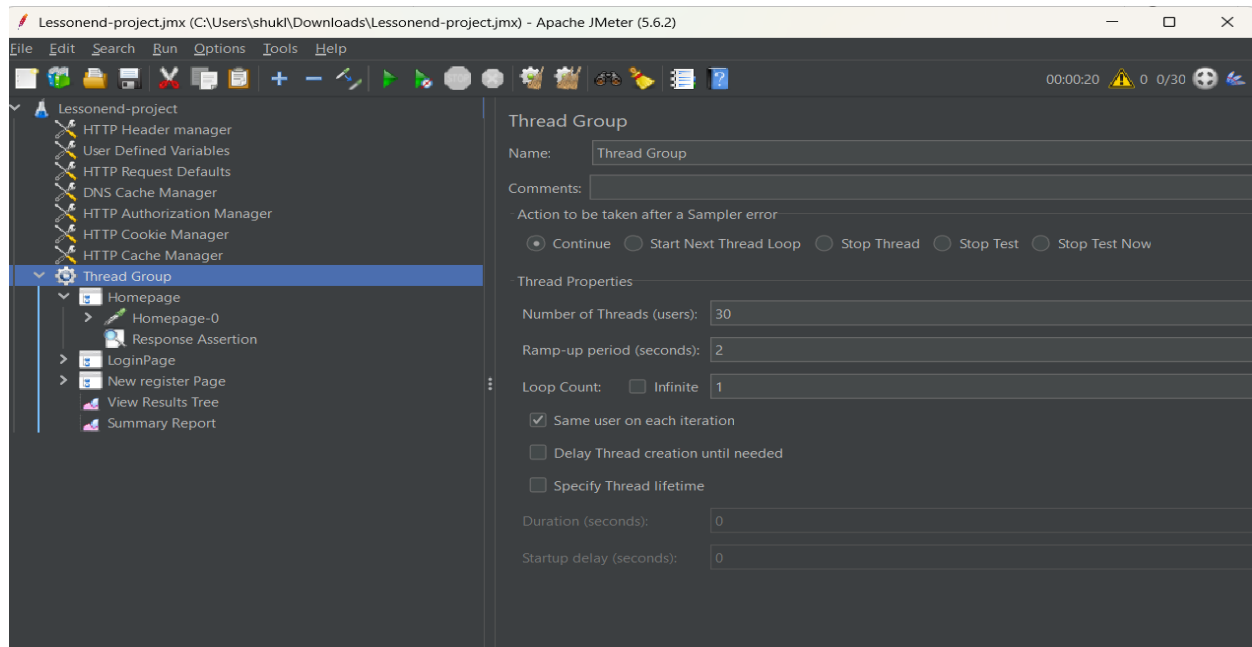 Lessonend-project.jmx (C:\Users\shukl\Downloads\Lessonend-project.jmx) - Apache JMeter (5.6.2)
File Edit Search Run Options Tools Help
00:00:20 0 0/30
Lessonend-project
HTTP Header manager
User Defined Variables
HTTP Request Defaults
DNS Cache Manager
HTTP Authorization Manager
HTTP Cookie Manager
HTTP Cache Manager
Thread Group
Homepage
Homepage-0
Response Assertion
LoginPage
New register Page
View Results Tree
Summary Report
Thread Group
Name: Thread Group
Comments:
Action to be taken after a Sampler error
Continue Start Next Thread Loop Stop Thread Stop Test Stop Test Now
Thread Properties
Number of Threads (users): 30
Ramp-up period (seconds): 2
Loop Count: Infinite 1
Same user on each iteration
Delay Thread creation until needed
Specify Thread lifetime
Duration (seconds): 0
Startup delay (seconds): 0